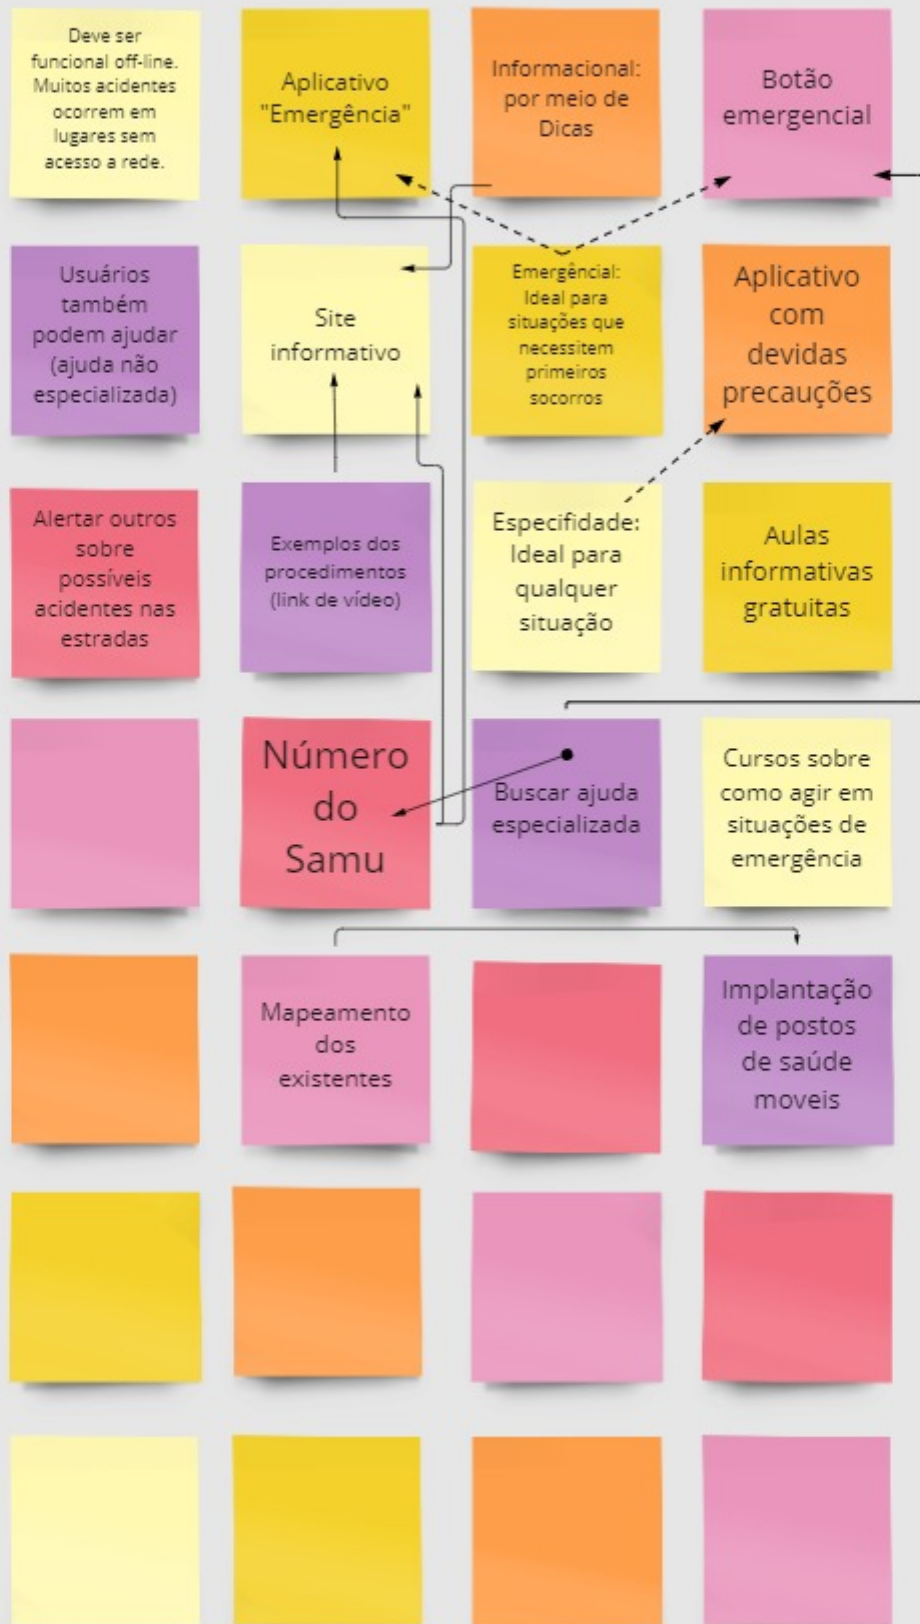 Deve ser
funcional off-line.
Muitos acidentes
ocorrem em
lugares sem
acesso a rede.
Aplicativo
"Emergência"
Informacional:
por meio de
Dicas
Botão
emergencial
Usuários
também
podem ajudar
(ajuda não
especializada)
Site
informativo
Emergêncial:
Ideal para
situações que
necessitem
primeiros
socorros
Aplicativo
com
devidas
precauções
Alertar outros
sobre
possíveis
acidentes nas
estradas
Exemplos dos
procedimentos
(link de vídeo)
Especifidade:
Ideal para
qualquer
situação
Aulas
informativas
gratuitas
Número
do
Samu
Buscar ajuda
especializada
Cursos sobre
como agir em
situações de
emergência
Mapeamento
dos
existentes
Implantação
de postos
de saúde
moveis